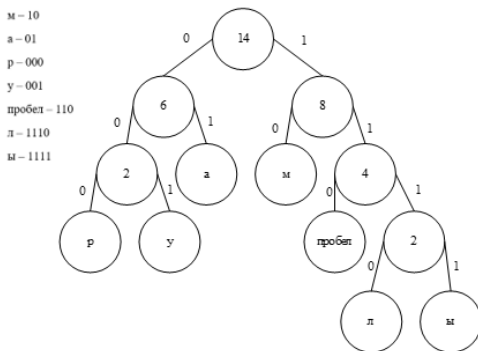 м – 10
а – 01
р – 000
у – 001
пробел – 110
л – 1110
ы – 1111
14
0 1
6 8
0 1 0 1
2 а м 4
0 1 0 1
р у пробел 2
0 1
л ы